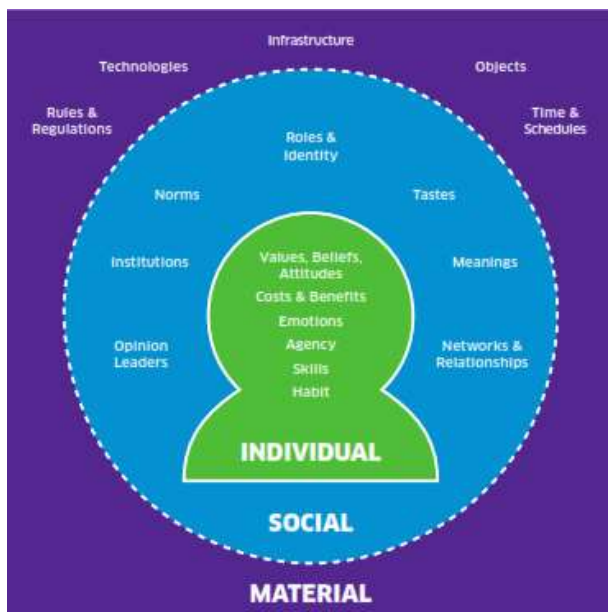 Infrastructure
Technologies
Objects
Rules &
Regulations
Time &
Schedules
Roles &
Identity
Norms
Tastes
Institutions
Meanings
Opinion
Leaders
Networks &
Relationships
Values, Beliefs,
Attitudes
Costs & Benefits
Emotions
Agency
Skills
Habit
INDIVIDUAL
SOCIAL
MATERIAL